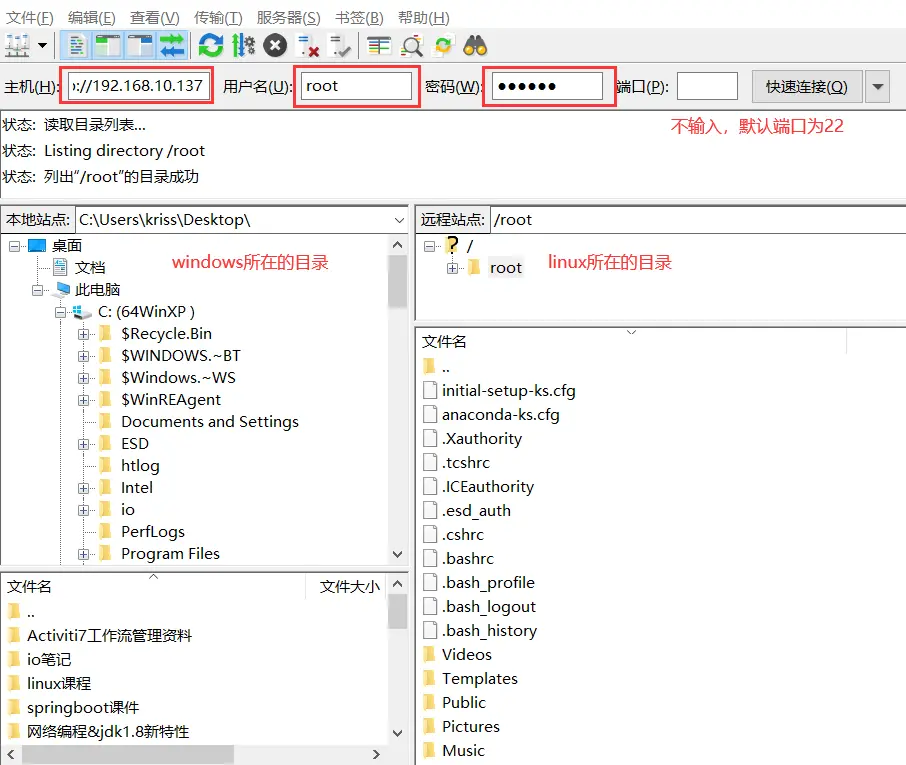 文件(F) 编辑(E) 查看(V) 传输(T) 服务器(S) 书签(B) 帮助(H)
主机(H): ɔ://192.168.10.137 用户名(U): root 密码(W): ●●●●●● 端口(P): 快速连接(Q)
不输入，默认端口为22
状态: 读取目录列表...
状态: Listing directory /root
状态: 列出“/root”的目录成功
本地站点: C:\Users\kriss\Desktop\
桌面
windows所在的目录
文档
此电脑
C: (64WinXP )
$Recycle.Bin
$WINDOWS.~BT
$Windows.~WS
$WinREAgent
Documents and Settings
ESD
htlog
Intel
io
PerfLogs
Program Files
文件名 文件大小
..
Activiti7工作流管理资料
io笔记
linux课程
springboot课件
网络编程&jdk1.8新特性
远程站点: /root
/
root
linux所在的目录
文件名
..
initial-setup-ks.cfg
anaconda-ks.cfg
.Xauthority
.tcshrc
.ICEauthority
.esd_auth
.cshrc
.bashrc
.bash_profile
.bash_logout
.bash_history
Videos
Templates
Public
Pictures
Music